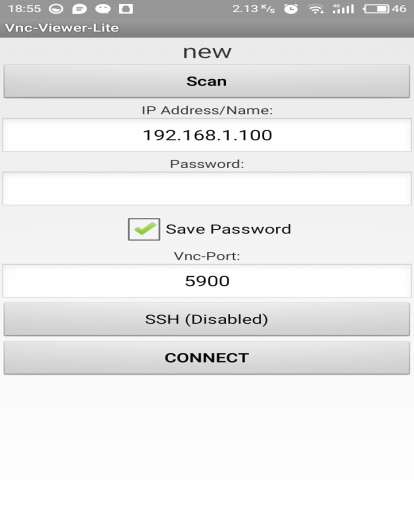 18:55 2.13 K/s 46
Vnc-Viewer-Lite
new
Scan
IP Address/Name:
192.168.1.100
Password:
Save Password
Vnc-Port:
5900
SSH (Disabled)
CONNECT